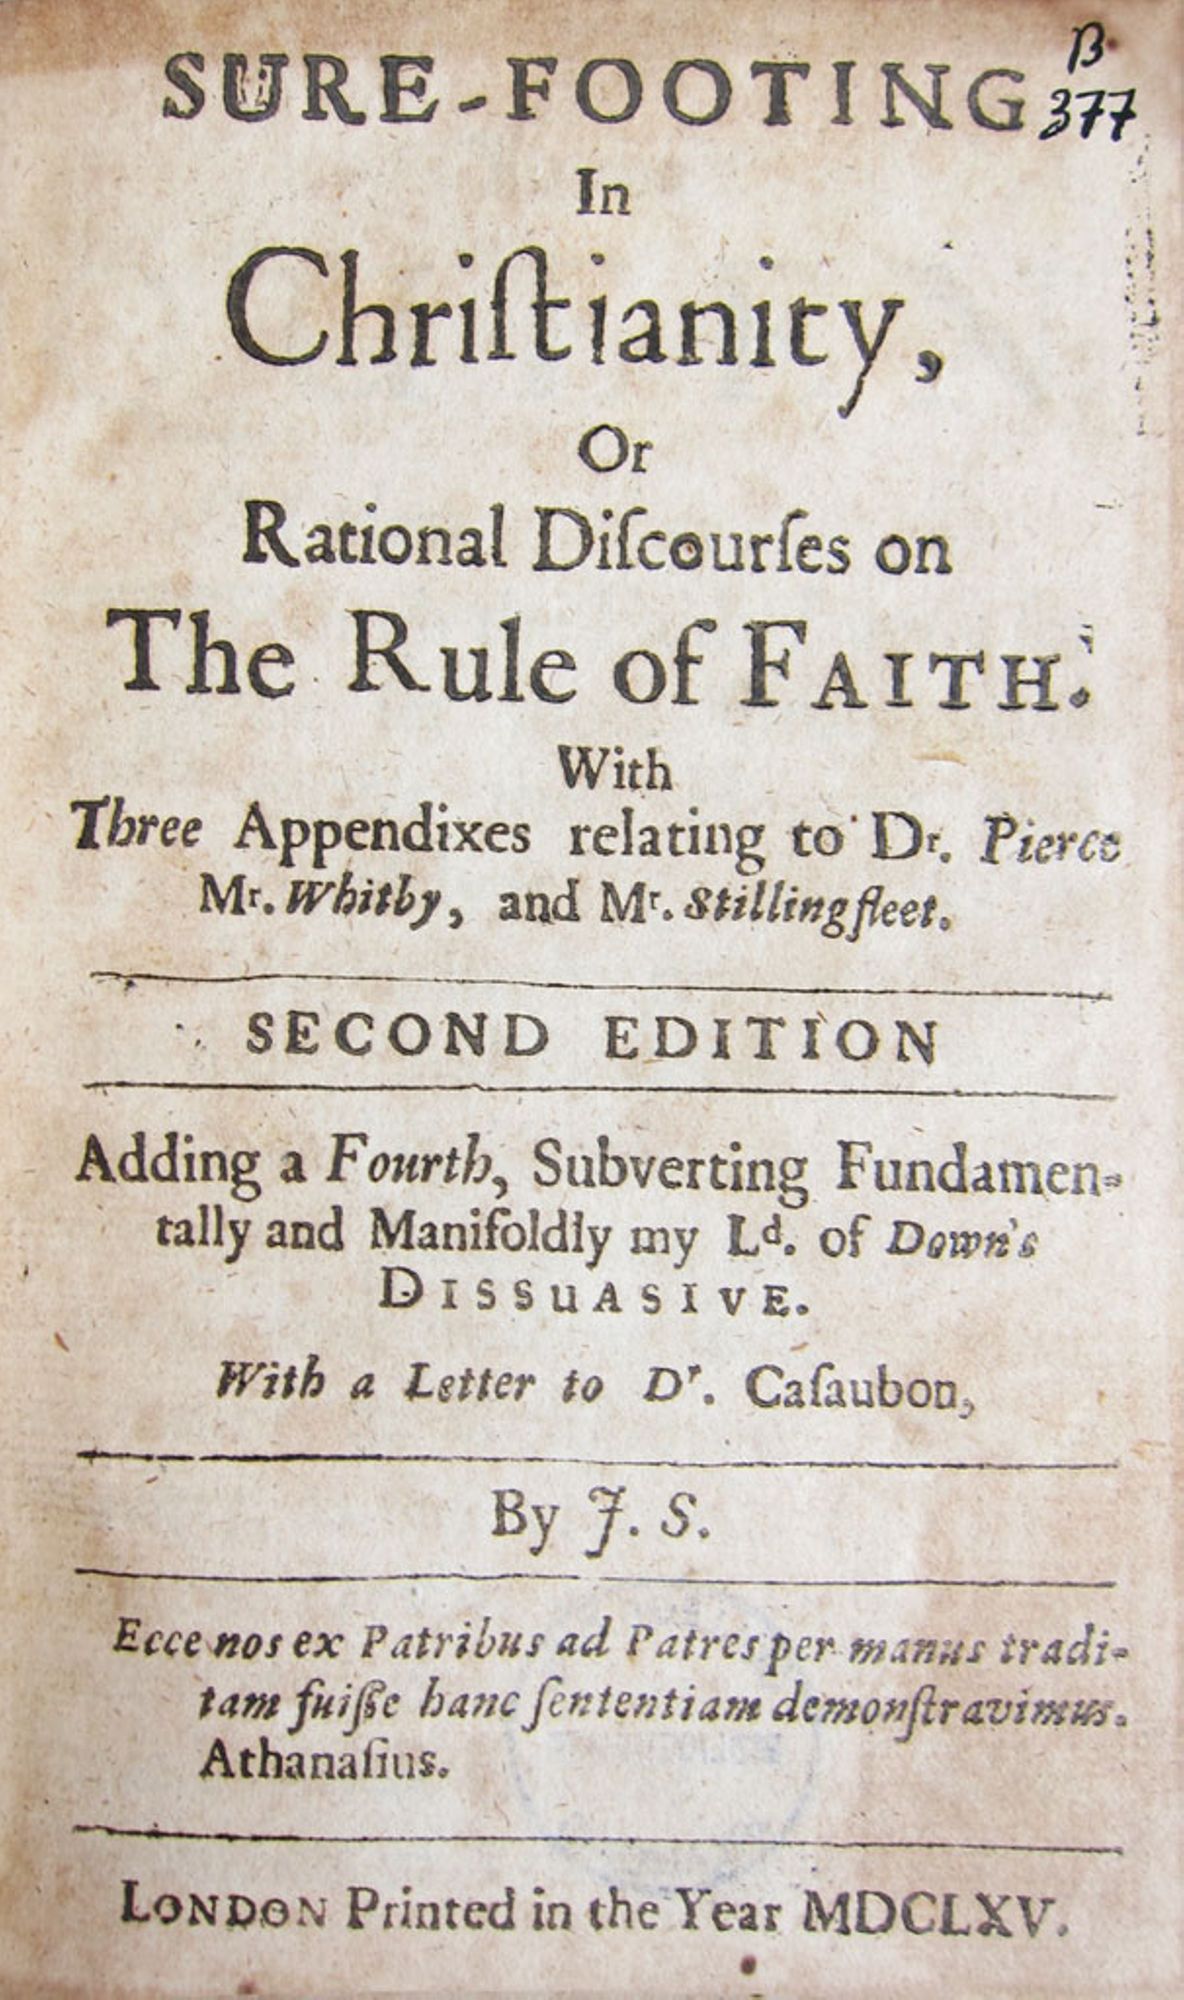 SURE-FOOTING
B
377
In
Chriſtianity,
Or
Rational Diſcourſes on
The Rule of FAITH.
With
Three Appendixes relating to Dr. Pierce
Mr. Whitby, and Mr. Stillingfleet.
SECOND EDITION
Adding a Fourth, Subverting Fundamen-
tally and Manifoldly my Ld. of Down's
DISSUASIVE.
With a Letter to Dr. Caſaubon,
By J. S.
Ecce nos ex Patribus ad Patres per manus tradi-
tam fuiſſe hanc ſententiam demonſtravimus.
Athanaſius.
LONDON Printed in the Year MDCLXV.